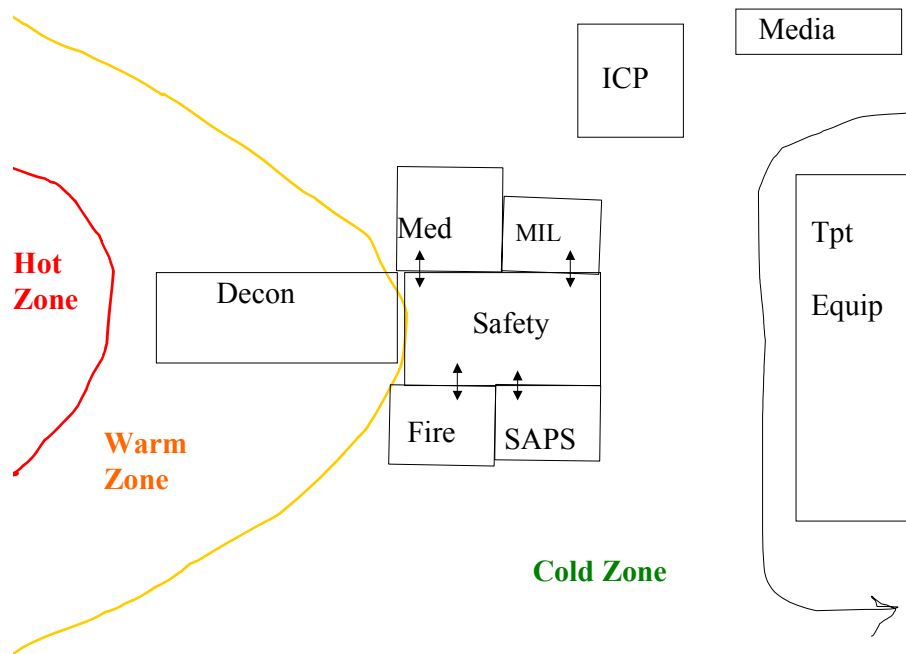 Media
ICP
Med
MIL
Hot
Zone
Decon
Safety
Tpt
Equip
Fire
SAPS
Warm
Zone
Cold Zone